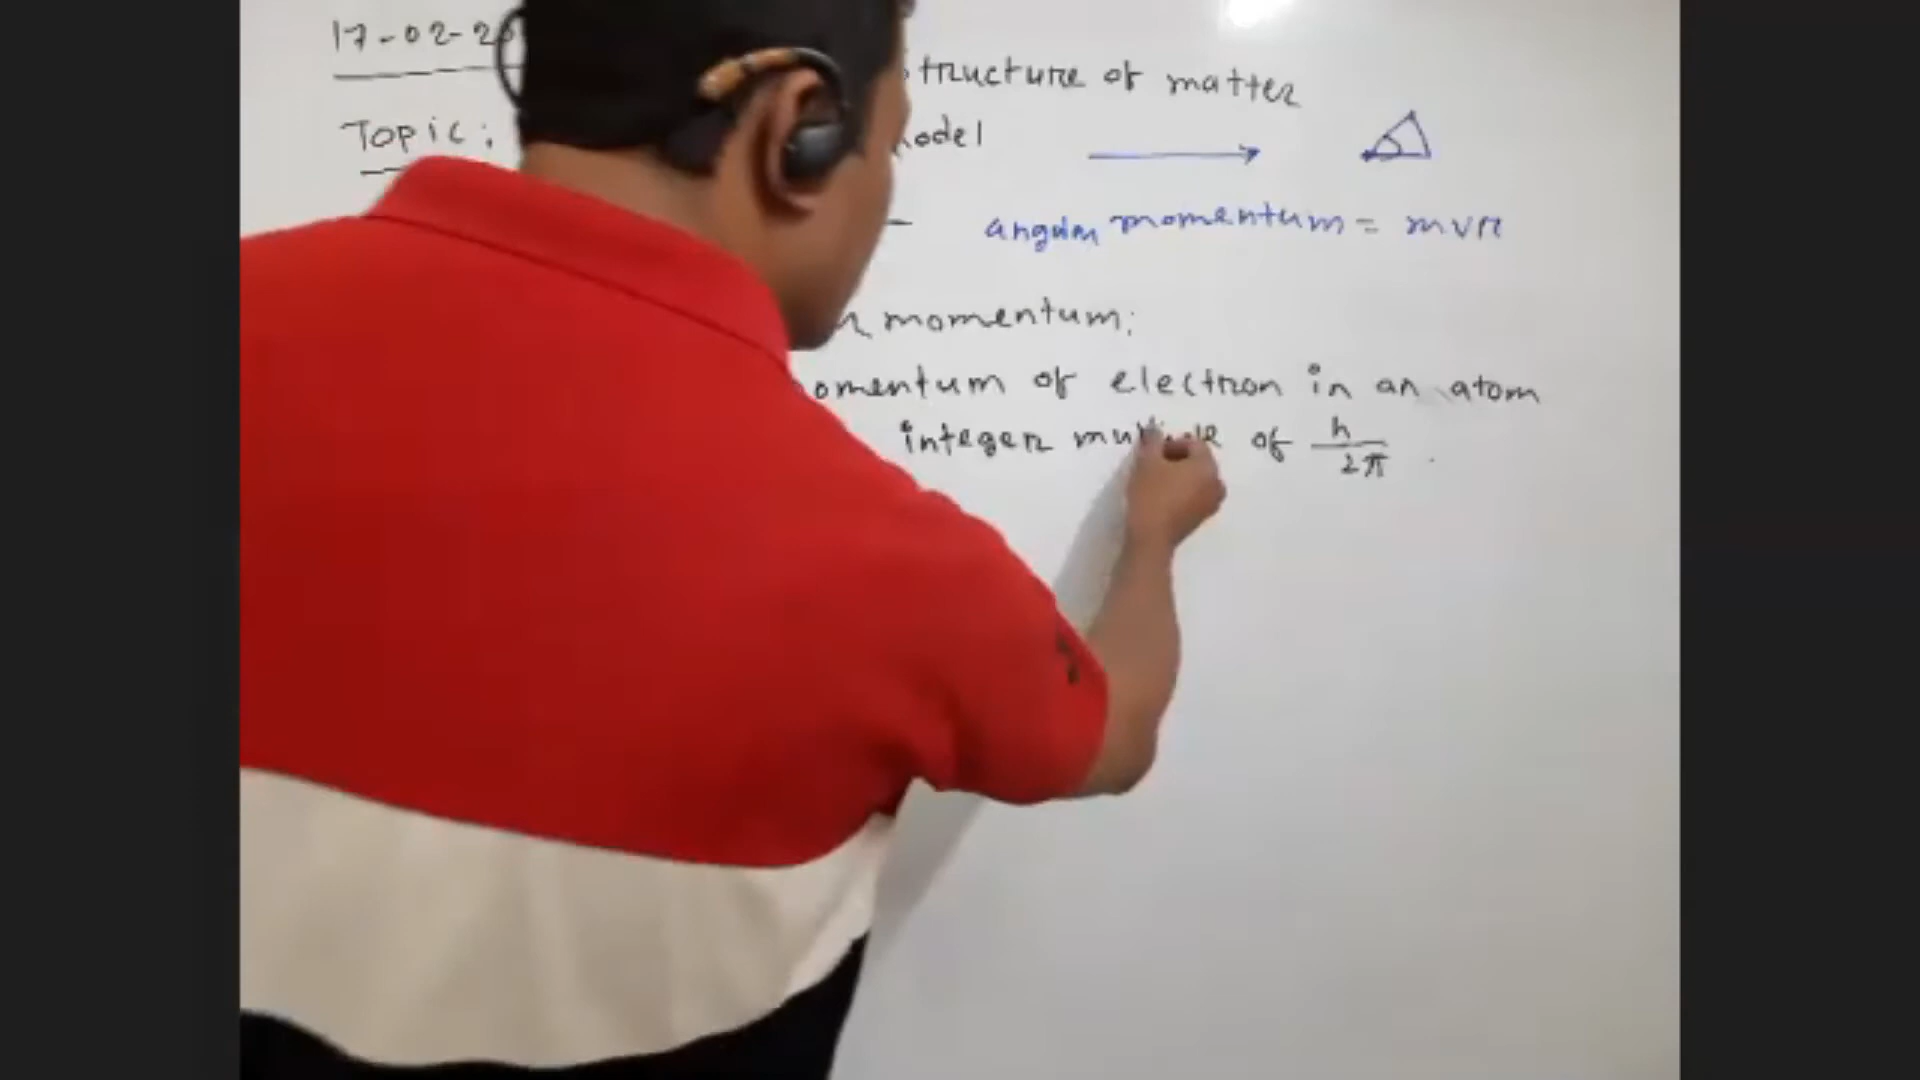 17-02-2
tructure of matter
Topic:
odel
angular momentum = mvr
momentum:
omentum of electron in an atom
integer multiple of h/2π.